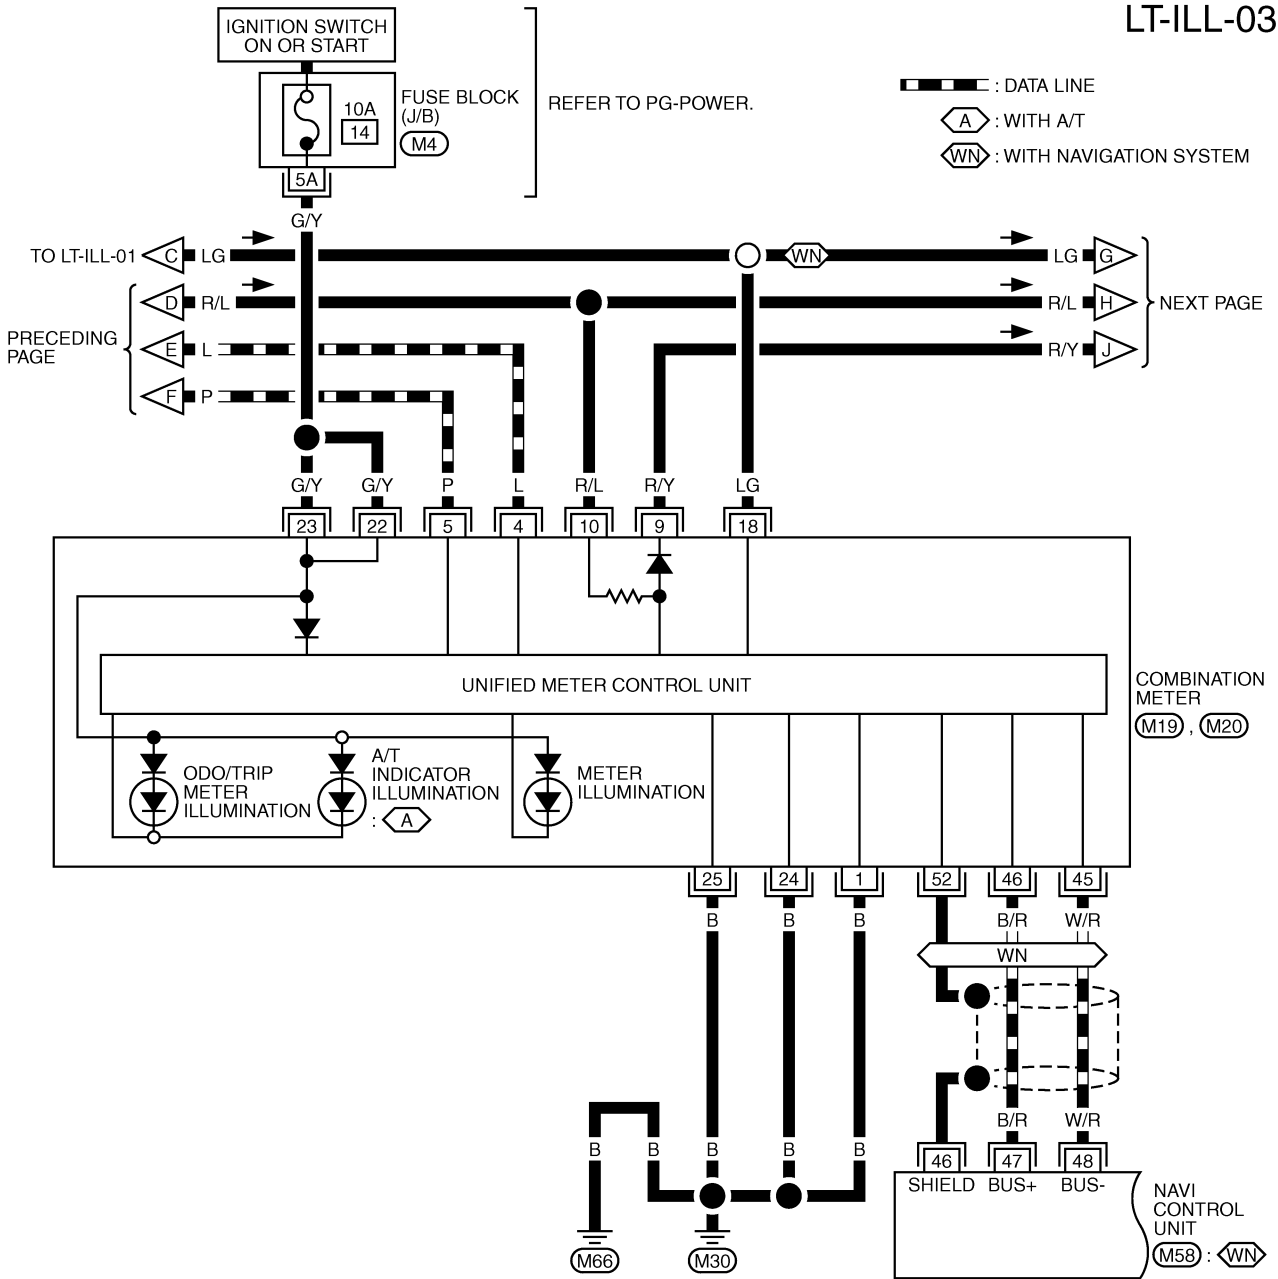 LT-ILL-03
IGNITION SWITCH
ON OR START
10A
14
FUSE BLOCK
(J/B)
M4
REFER TO PG-POWER.
: DATA LINE
A : WITH A/T
WN : WITH NAVIGATION SYSTEM
5A
G/Y
TO LT-ILL-01 C LG WN LG G
D R/L R/L H
PRECEDING
PAGE
NEXT PAGE
E L R/Y J
F P
G/Y G/Y P L R/L R/Y LG
23 22 5 4 10 9 18
UNIFIED METER CONTROL UNIT
COMBINATION
METER
M19 , M20
ODO/TRIP
METER
ILLUMINATION
A/T
INDICATOR
ILLUMINATION
: A
METER
ILLUMINATION
25 24 1 52 46 45
B B B B/R W/R
WN
B/R W/R
B B B B B
46 47 48
SHIELD BUS+ BUS-
NAVI
CONTROL
UNIT
M58 : WN
M66 M30